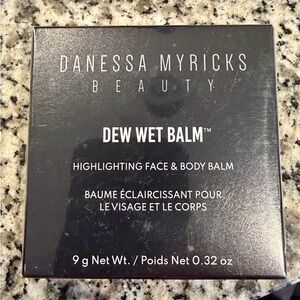 DANESSA MYRICKS
BEAUTY
DEW WET BALM™
HIGHLIGHTING FACE & BODY BALM
BAUME ÉCLAIRCISSANT POUR
LE VISAGE ET LE CORPS
9 g Net Wt. / Poids Net 0.32 oz